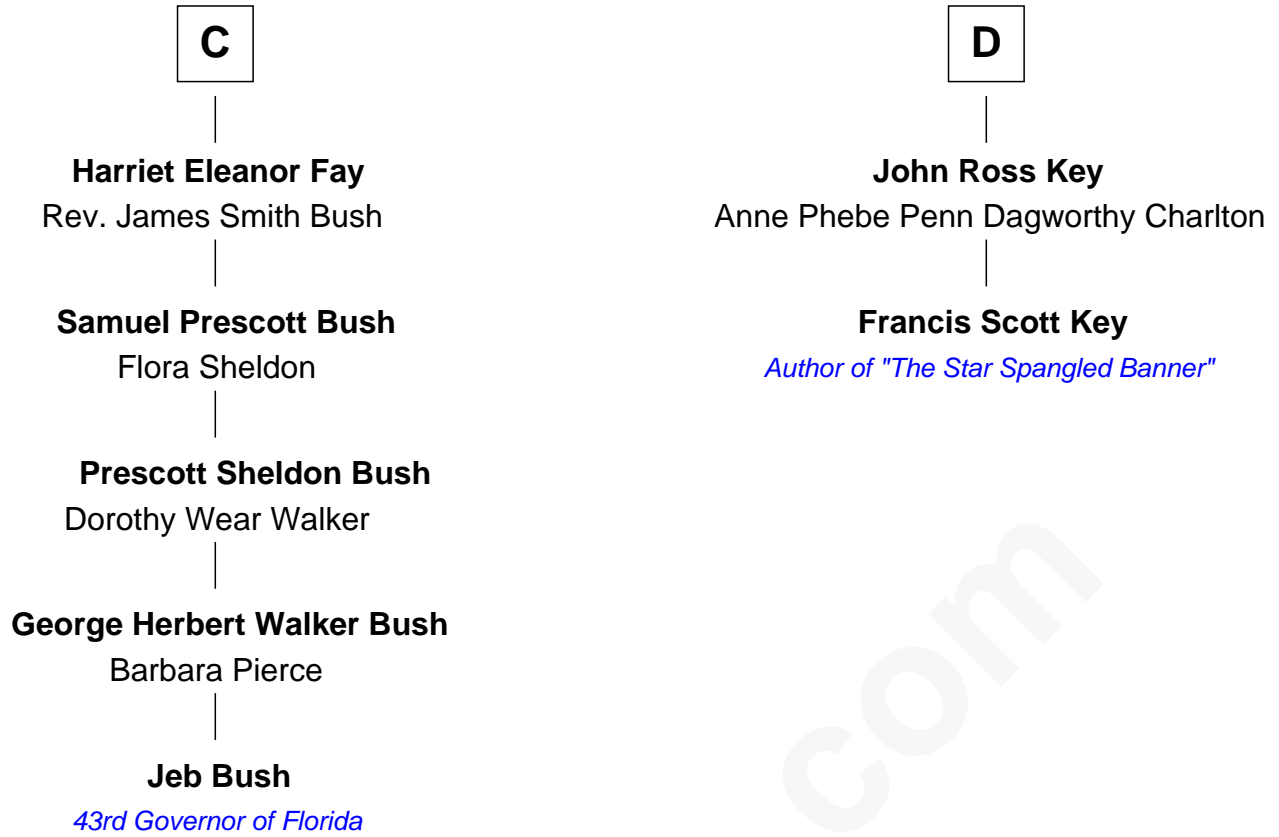 C
Harriet Eleanor Fay
Rev. James Smith Bush
Samuel Prescott Bush
Flora Sheldon
Prescott Sheldon Bush
Dorothy Wear Walker
George Herbert Walker Bush
Barbara Pierce
Jeb Bush
43rd Governor of Florida
D
John Ross Key
Anne Phebe Penn Dagworthy Charlton
Francis Scott Key
Author of "The Star Spangled Banner"
com